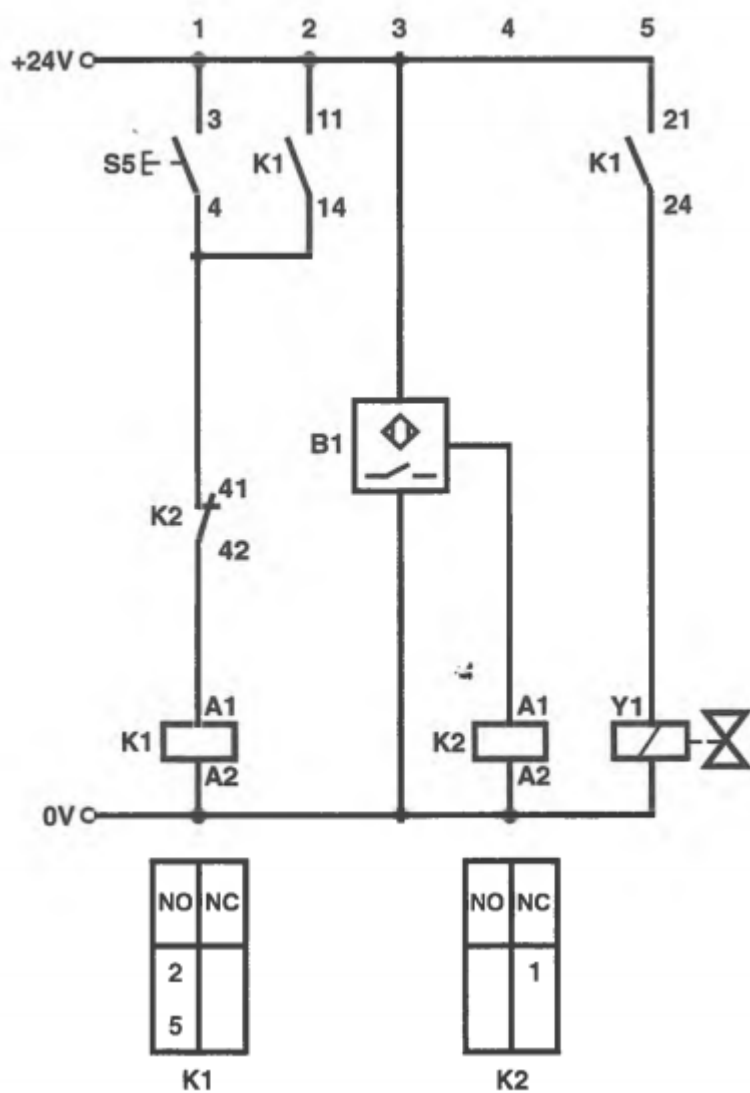 1 2 3 4 5
+24V
3 11 21
S5 K1 K1
4 14 24
B1
41
K2
42
A1 A1 Y1
K1 K2
A2 A2
0V
NO NC NO NC
2 1
5
K1 K2